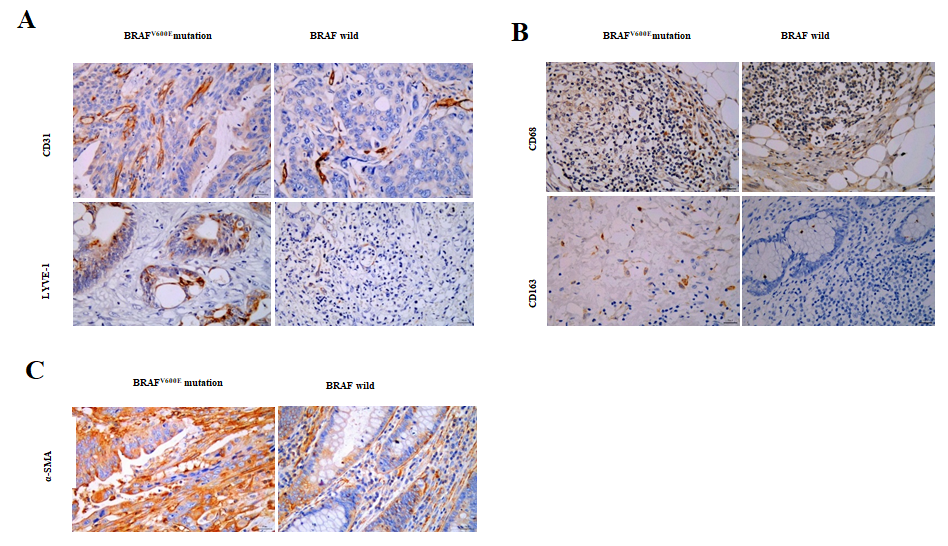 A
BRAFV600E mutation
BRAF wild
CD31
LYVE-1
B
BRAFV600E mutation
BRAF wild
CD68
CD163
C
BRAFV600E mutation
BRAF wild
α-SMA